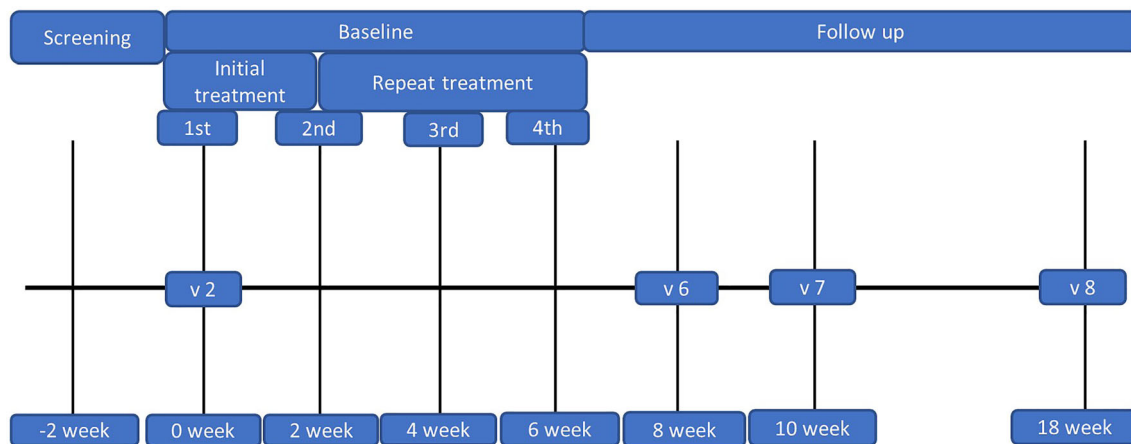 Screening
Baseline
Follow up
Initial
treatment
Repeat treatment
1st
2nd
3rd
4th
v 2
v 6
v 7
v 8
-2 week
0 week
2 week
4 week
6 week
8 week
10 week
18 week